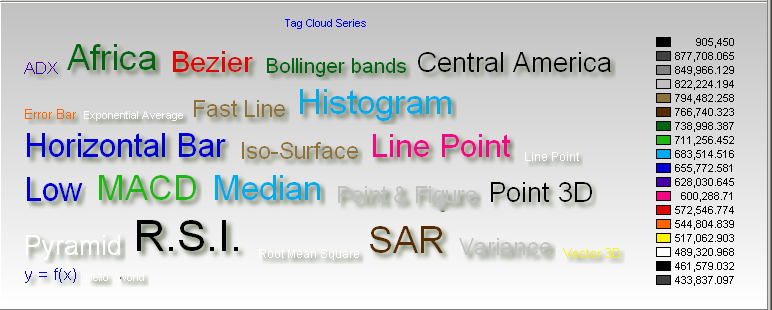 Tag Cloud Series
ADX Africa Bezier Bollinger bands Central America
Error Bar Exponential Average Fast Line Histogram
Horizontal Bar Iso-Surface Line Point Line Point
Low MACD Median Point & Figure Point 3D
Pyramid R.S.I. Root Mean Square SAR Variance Vector 3D
y = f(x) Hello World
905,450
877,708.065
849,966.129
822,224.194
794,482.258
766,740.323
738,998.387
711,256.452
683,514.516
655,772.581
628,030.645
600,288.71
572,546.774
544,804.839
517,062.903
489,320.968
461,579.032
433,837.097